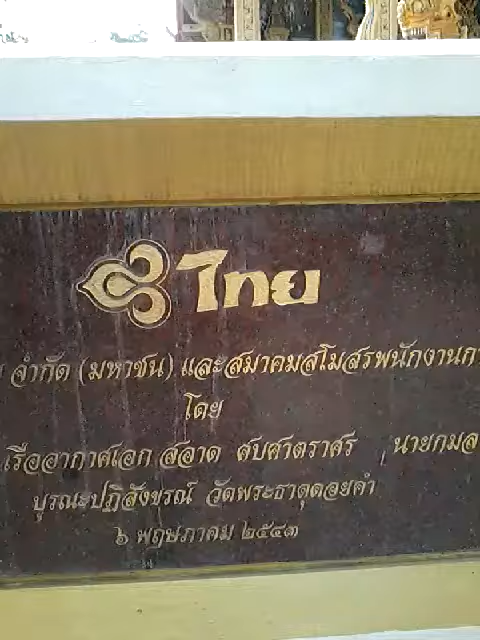 ไทย
จำกัด (มหาชน) และสมาคมสโมสรพนักงานกา
โดย
เรืออากาศเอก สอาด ศบศาตราศร นายกมล
บูรณะปฏิสังขรณ์ วัดพระธาตุดอยคำ
๖ พฤษภาคม ๒๕๔๓